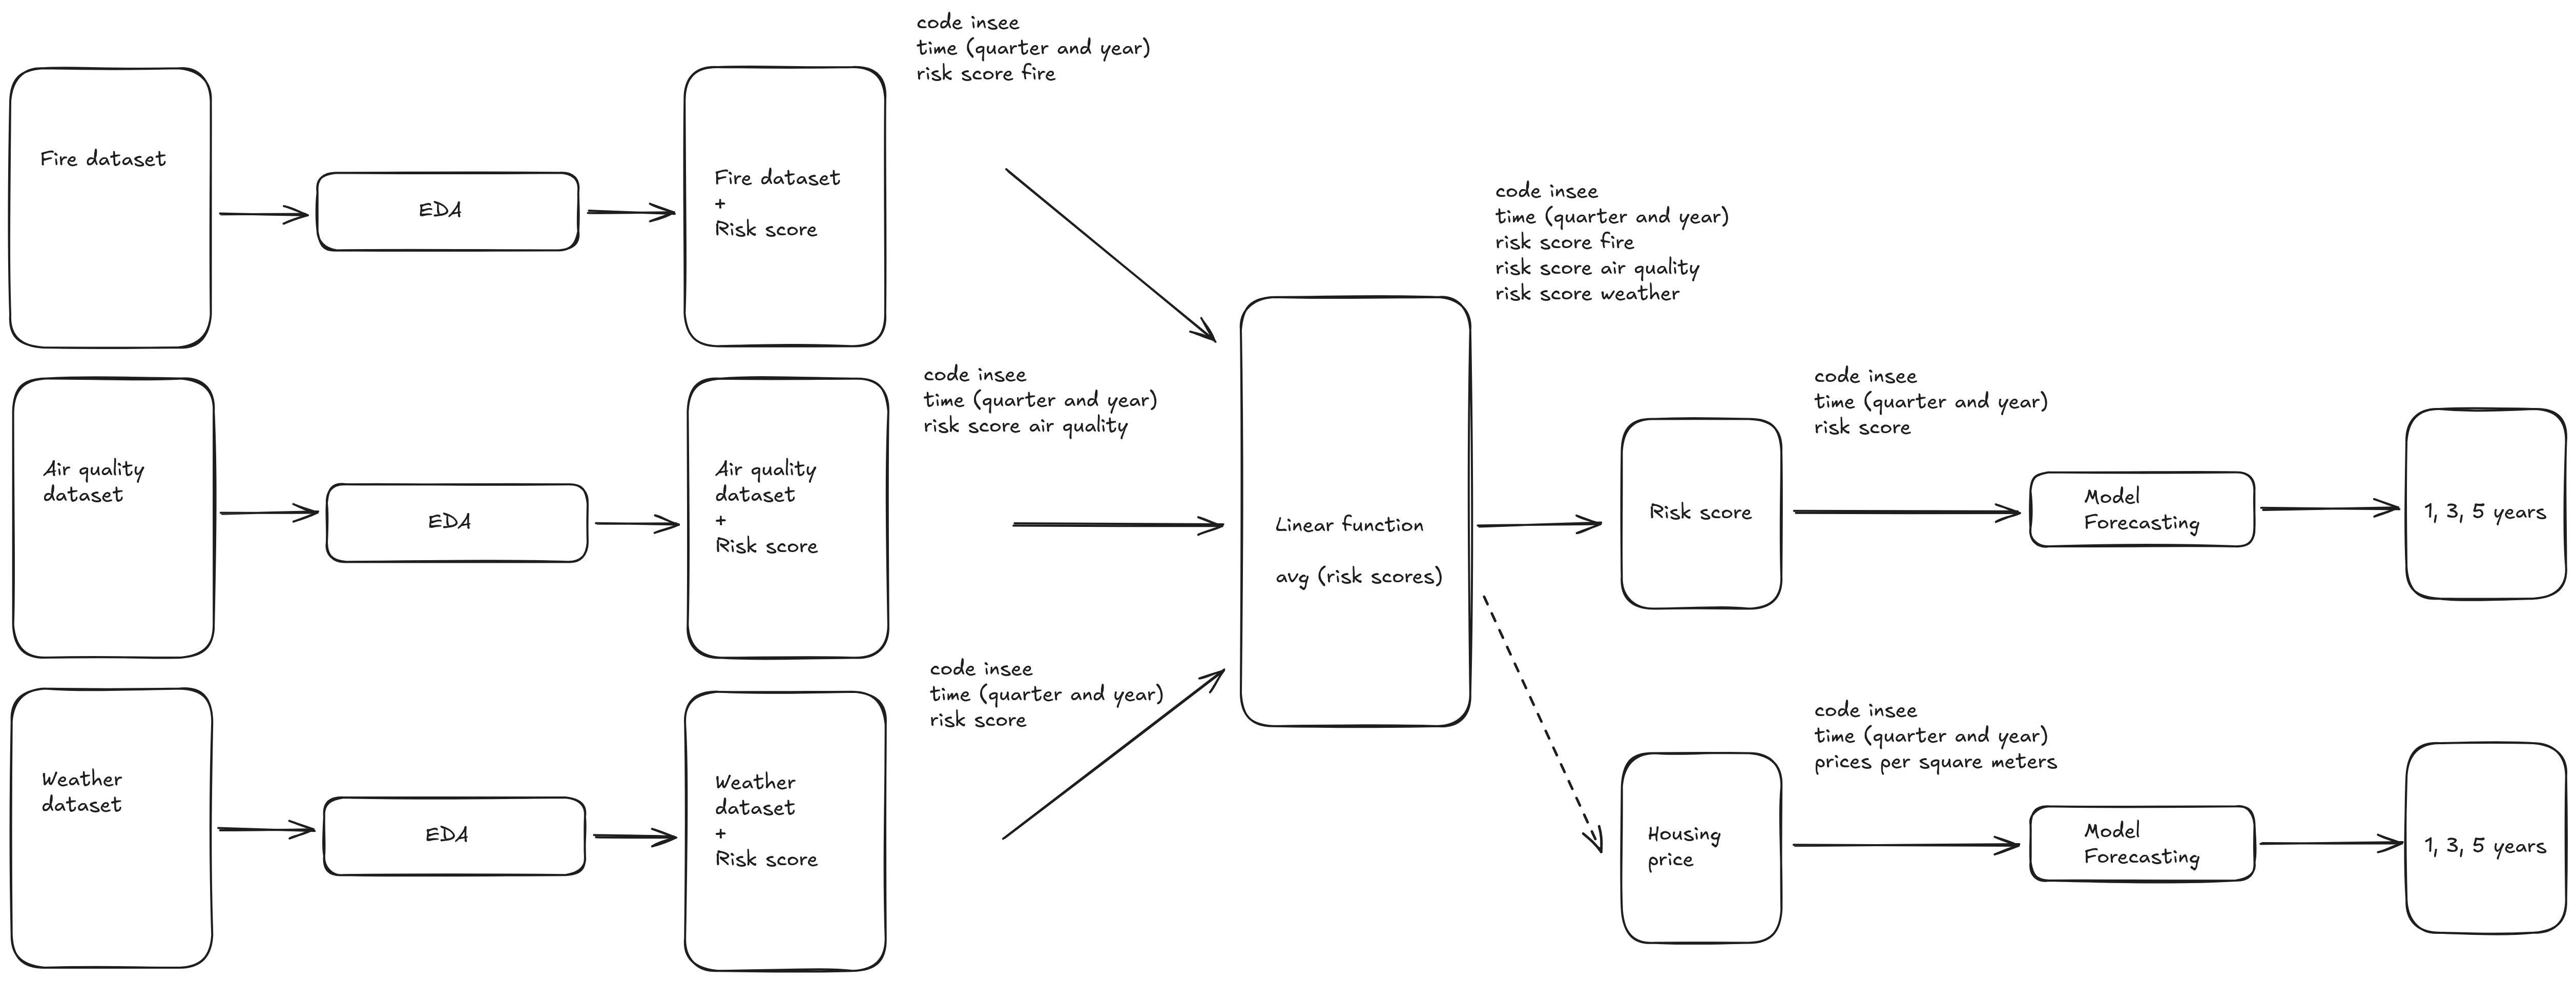 code insee
time (quarter and year)
risk score fire
Fire dataset
EDA
Fire dataset
+
Risk score
code insee
time (quarter and year)
risk score fire
risk score air quality
risk score weather
code insee
time (quarter and year)
risk score air quality
Air quality
dataset
EDA
Air quality
dataset
+
Risk score
Linear function
avg (risk scores)
Risk score
code insee
time (quarter and year)
risk score
Model
Forecasting
1, 3, 5 years
code insee
time (quarter and year)
risk score
Weather
dataset
EDA
Weather
dataset
+
Risk score
Housing
price
code insee
time (quarter and year)
prices per square meters
Model
Forecasting
1, 3, 5 years